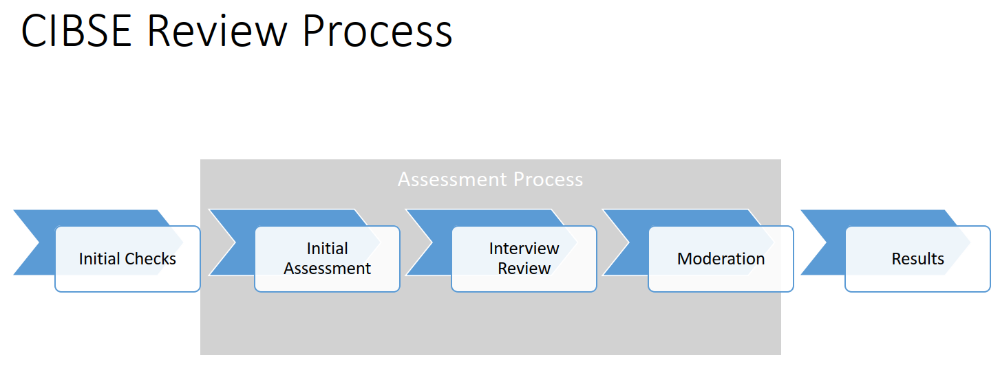 CIBSE Review Process
Assessment Process
Initial Checks
Initial
Assessment
Interview
Review
Moderation
Results